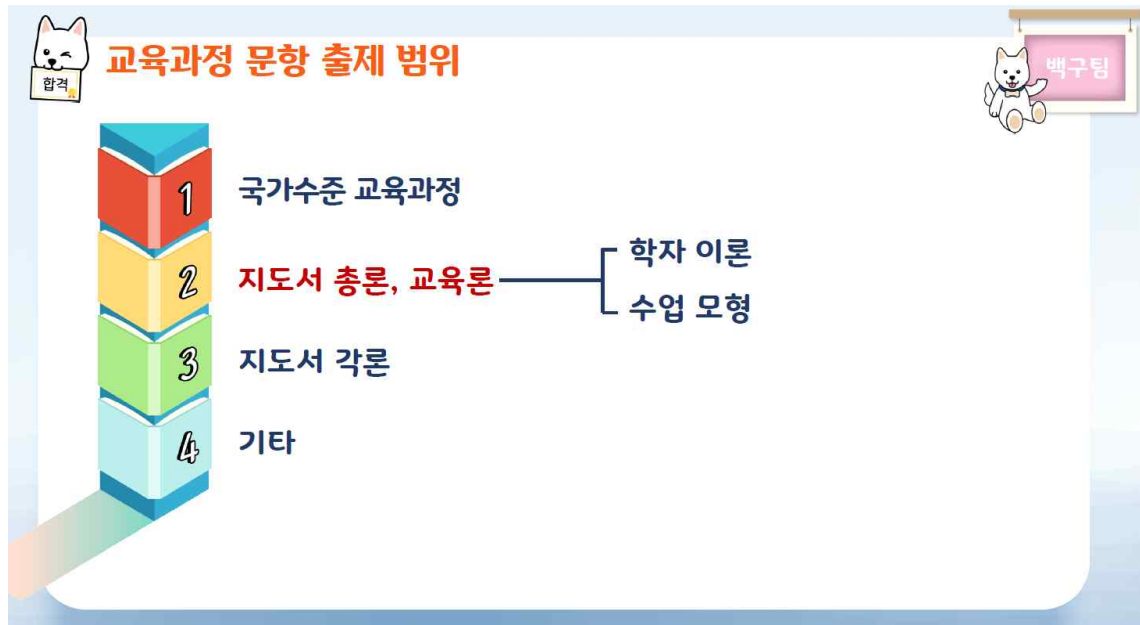 교육과정 문항 출제 범위
합격
백구팀
1 국가수준 교육과정
2 지도서 총론, 교육론
학자 이론
수업 모형
3 지도서 각론
4 기타